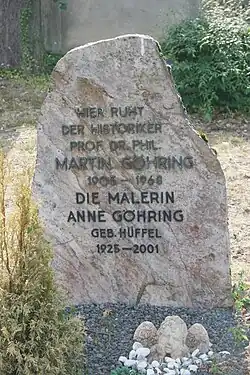 HIER RUHT
DER HISTORIKER
PROF. DR. PHIL.
MARTIN GÖHRING
1903 – 1968
DIE MALERIN
ANNE GÖHRING
GEB. HÜFFEL
1925 – 2001